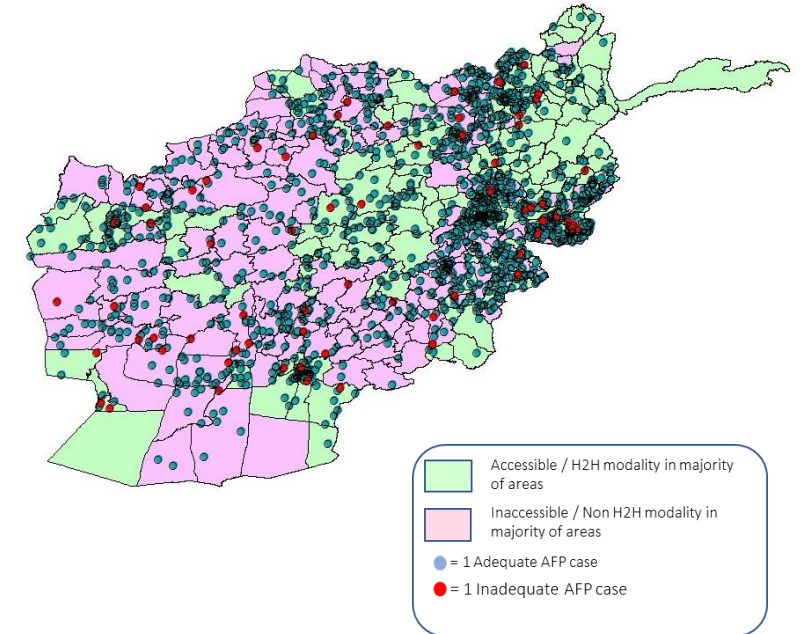 Accessible / H2H modality in majority
of areas
Inaccessible / Non H2H modality in
majority of areas
= 1 Adequate AFP case
= 1 Inadequate AFP case